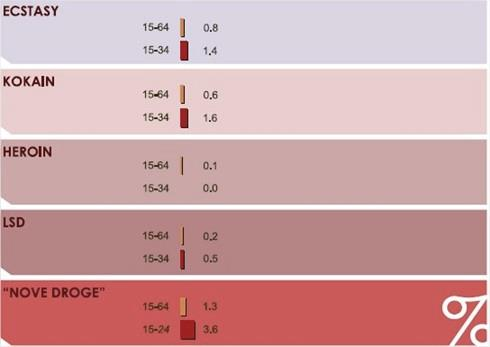 ECSTASY
15-64 0.8
15-34 1.4
KOKAIN
15-64 0.6
15-34 1.6
HEROIN
15-64 0.1
15-34 0.0
LSD
15-64 0.2
15-34 0.5
“NOVE DROGE”
15-64 1.3
15-24 3.6
%